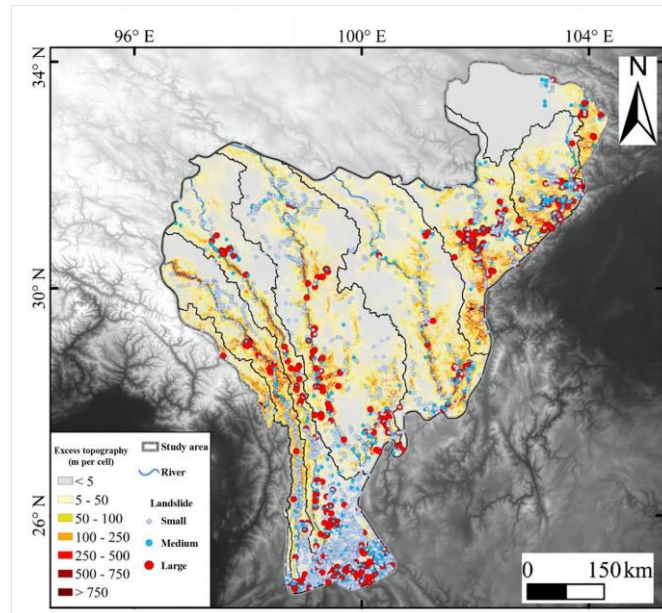 96° E
100° E
104° E
34° N
30° N
26° N
N
Excess topography
(m per cell)
< 5
5 - 50
50 - 100
100 - 250
250 - 500
500 - 750
> 750
Study area
River
Landslide
Small
Medium
Large
0 150 km